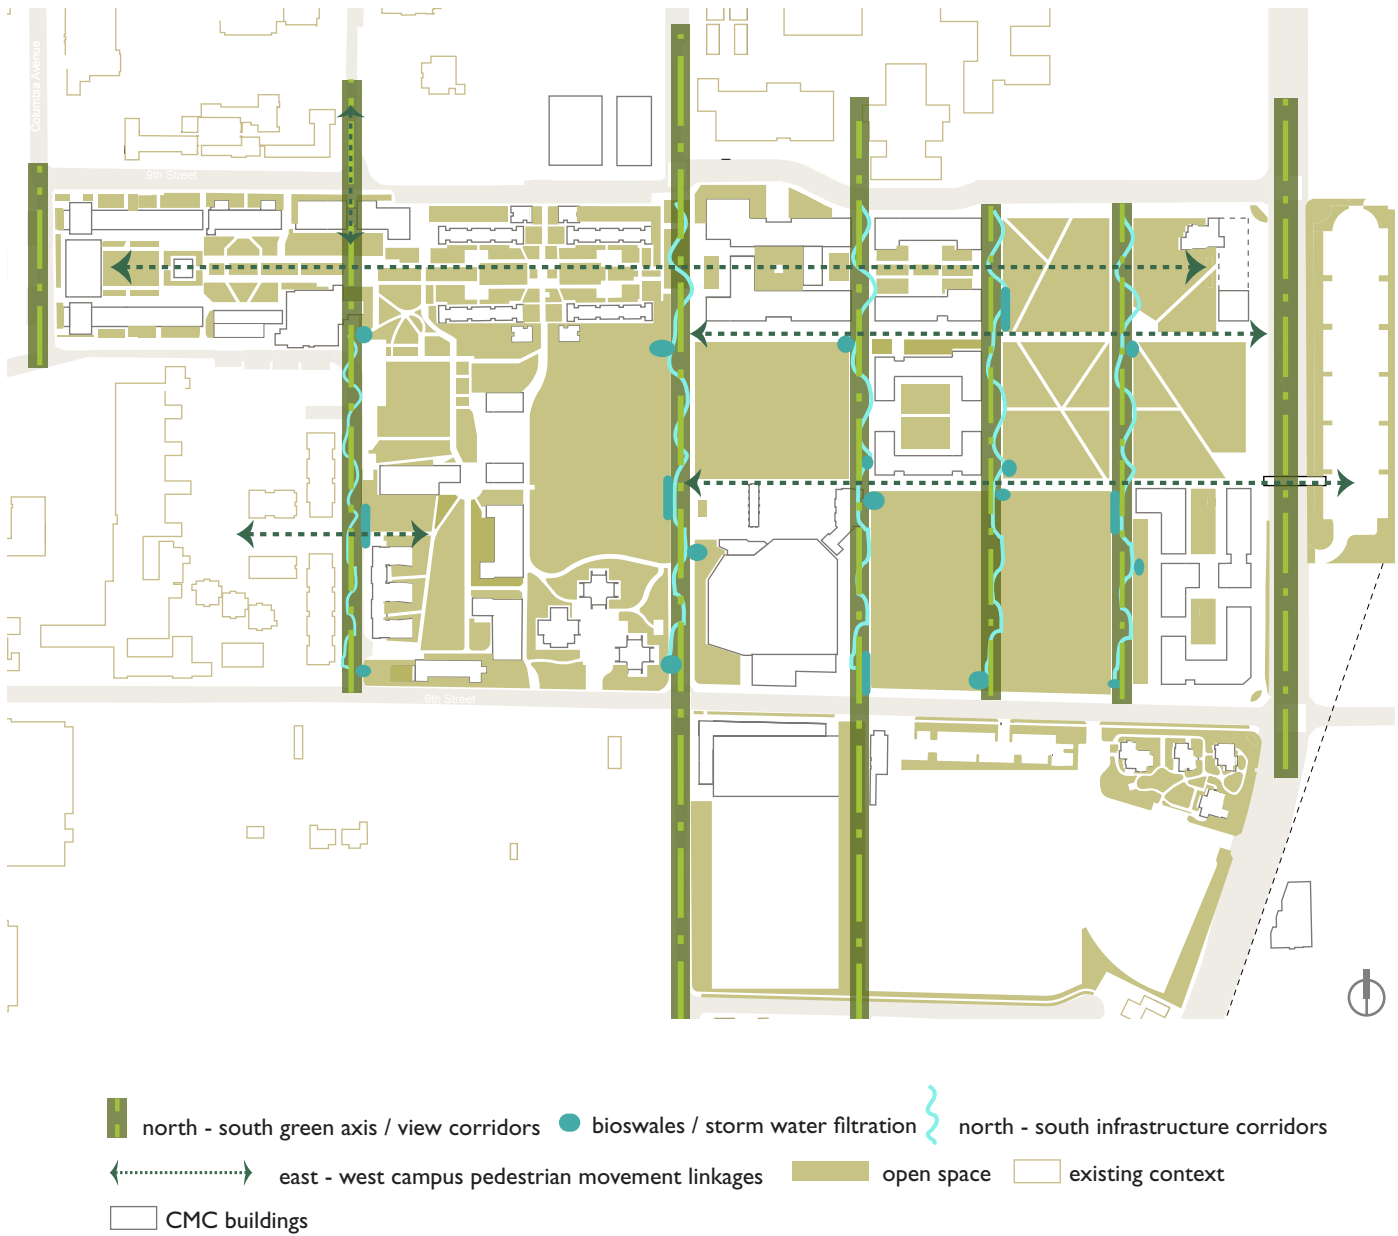 Columbia Avenue
9th Street
6th Street
north - south green axis / view corridors
bioswales / storm water filtration
north - south infrastructure corridors
east - west campus pedestrian movement linkages
open space
existing context
CMC buildings